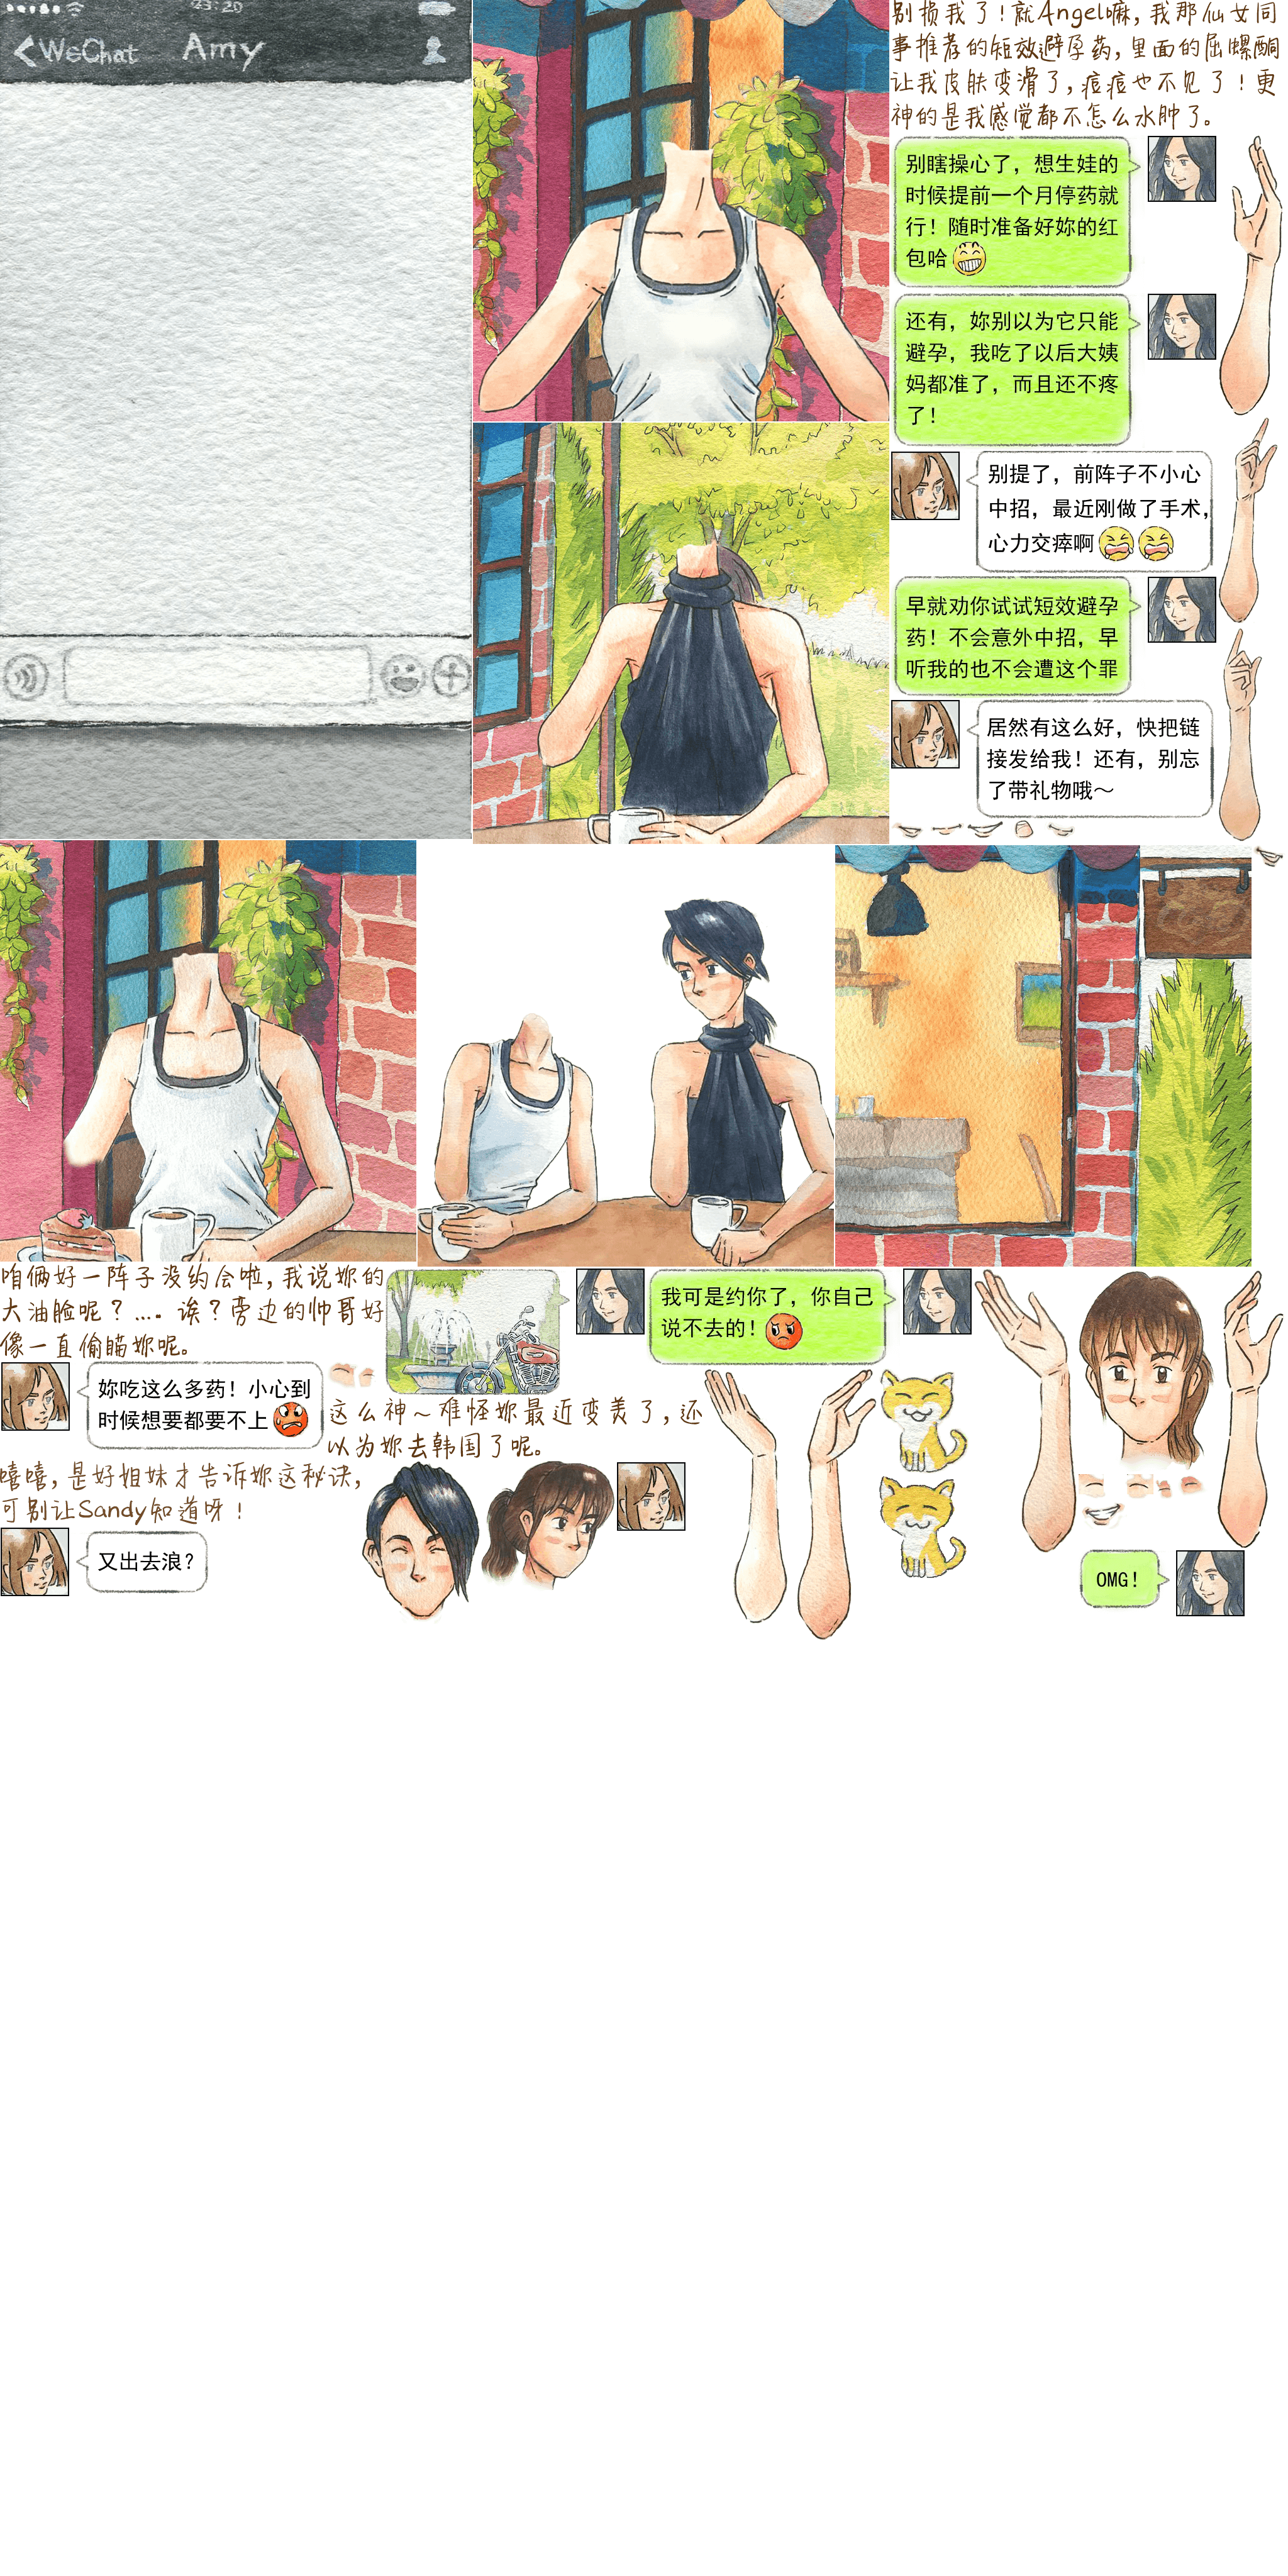 23:20
WeChat
Amy
别损我了！就Angel嘛，我那仙女同
事推荐的短效避孕药，里面的屈螺酮
让我皮肤变滑了，痘痘也不见了！更
神的是我感觉都不怎么水肿了。
别瞎操心了，想生娃的
时候提前一个月停药就
行！随时准备好妳的红
包哈
还有，妳别以为它只能
避孕，我吃了以后大姨
妈都准了，而且还不疼
了！
别提了，前阵子不小心
中招，最近刚做了手术，
心力交瘁啊
早就劝你试试短效避孕
药！不会意外中招，早
听我的也不会遭这个罪
居然有这么好，快把链
接发给我！还有，别忘
了带礼物哦～
咱俩好一阵子没约会啦，我说妳的
大油脸呢？.... 诶？旁边的帅哥好
像一直偷瞄妳呢。
我可是约你了，你自己
说不去的！
妳吃这么多药！小心到
时候想要都要不上
这么神～难怪妳最近变美了，还
以为妳去韩国了呢。
嘻嘻，是好姐妹才告诉妳这秘诀，
可别让Sandy知道呀！
又出去浪？
OMG！